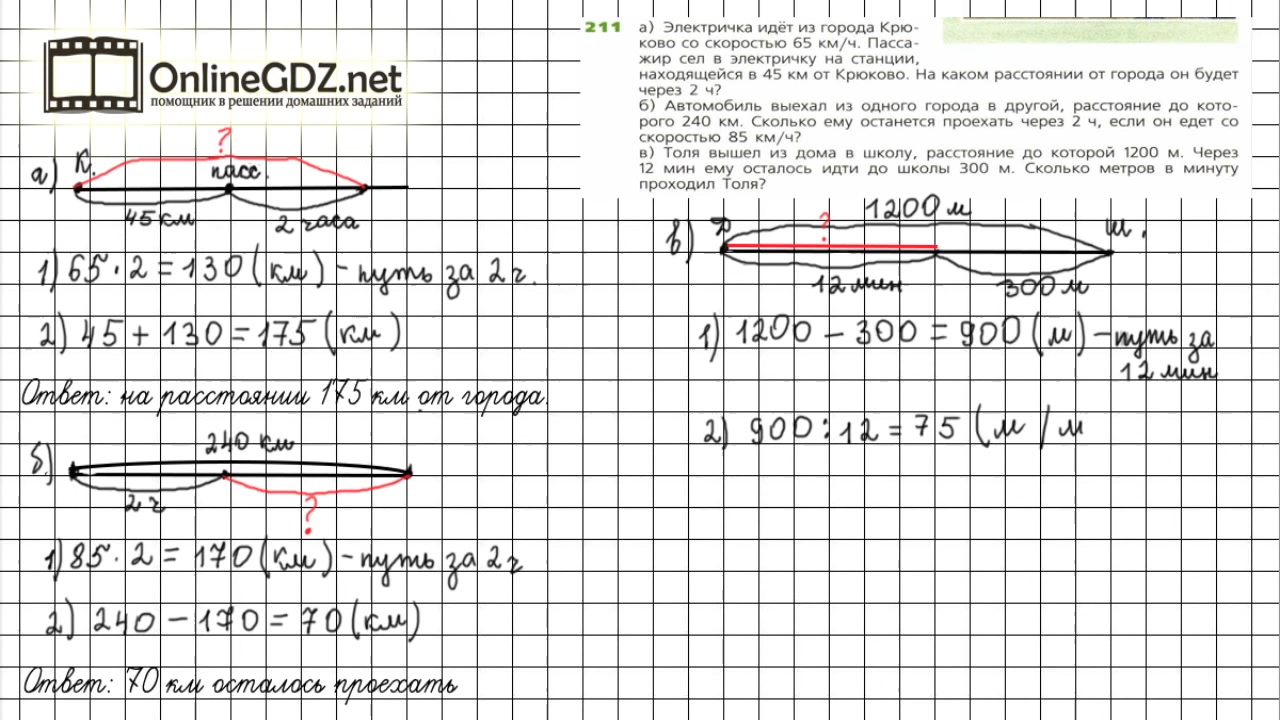 OnlineGDZ.net
помощник в решении домашних заданий
211 а) Электричка идёт из города Крю-
ково со скоростью 65 км/ч. Пасса-
жир сел в электричку на станции,
находящейся в 45 км от Крюково. На каком расстоянии от города он будет
через 2 ч?
б) Автомобиль выехал из одного города в другой, расстояние до кото-
рого 240 км. Сколько ему останется проехать через 2 ч, если он едет со
скоростью 85 км/ч?
в) Толя вышел из дома в школу, расстояние до которой 1200 м. Через
12 мин ему осталось идти до школы 300 м. Сколько метров в минуту
проходил Толя?
?
а) К. пасс.
45 км 2 часа
1) 65 · 2 = 130 (км) - путь за 2 ч.
2) 45 + 130 = 175 (км)
Ответ: на расстоянии 175 км от города.
240 км
б.)
2 ч ?
1) 85 · 2 = 170 (км) - путь за 2 ч
2) 240 - 170 = 70 (км)
Ответ: 70 км осталось проехать
1200 м
в) Д ? ш.
12 мин 300 м
1) 1200 - 300 = 900 (м) - путь за
12 мин
2) 900 : 12 = 75 (м / м